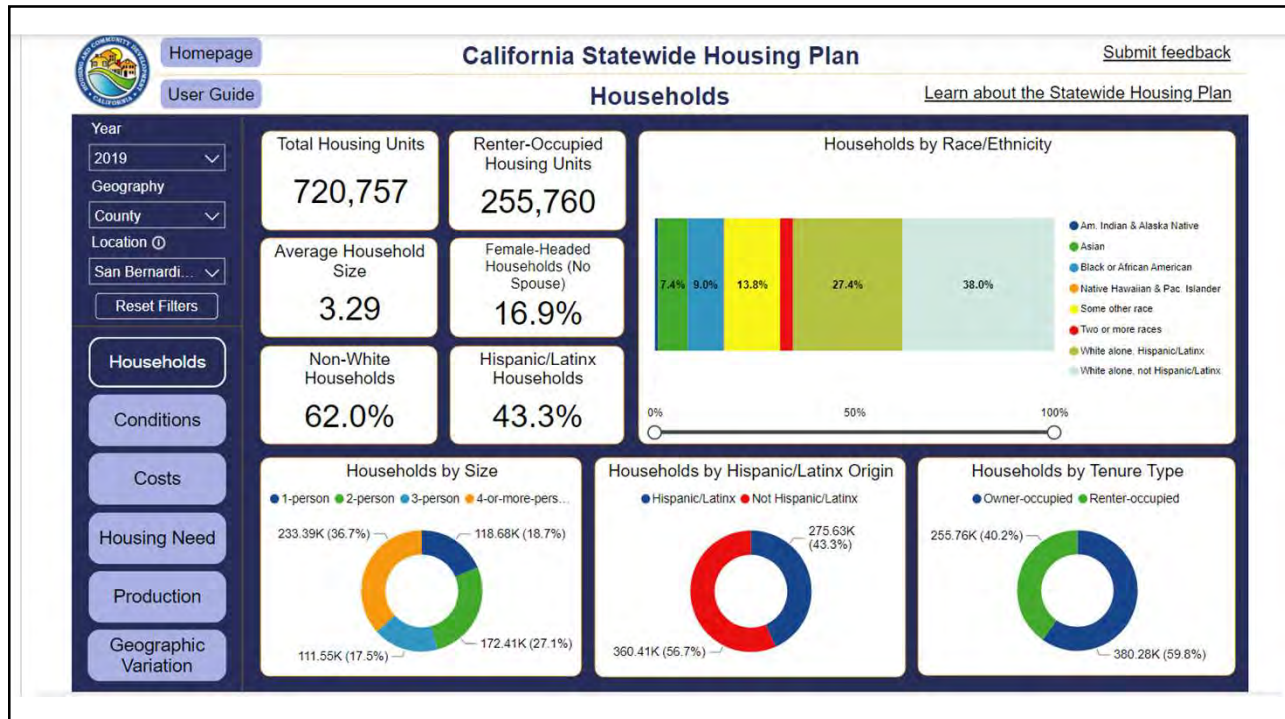 Homepage
User Guide
California Statewide Housing Plan
Households
Submit feedback
Learn about the Statewide Housing Plan
Year
2019
Geography
County
Location
San Bernardi...
Reset Filters
Households
Conditions
Costs
Housing Need
Production
Geographic
Variation
Total Housing Units
720,757
Renter-Occupied
Housing Units
255,760
Average Household
Size
3.29
Female-Headed
Households (No
Spouse)
16.9%
Non-White
Households
62.0%
Hispanic/Latinx
Households
43.3%
Households by Race/Ethnicity
7.4% 9.0% 13.8% 27.4% 38.0%
Am. Indian & Alaska Native
Asian
Black or African American
Native Hawaiian & Pac. Islander
Some other race
Two or more races
White alone, Hispanic/Latinx
White alone, not Hispanic/Latinx
0% 50% 100%
Households by Size
1-person 2-person 3-person 4-or-more-pers...
233.39K (36.7%)
118.68K (18.7%)
111.55K (17.5%)
172.41K (27.1%)
Households by Hispanic/Latinx Origin
Hispanic/Latinx Not Hispanic/Latinx
275.63K
(43.3%)
360.41K (56.7%)
Households by Tenure Type
Owner-occupied Renter-occupied
255.76K (40.2%)
380.28K (59.8%)